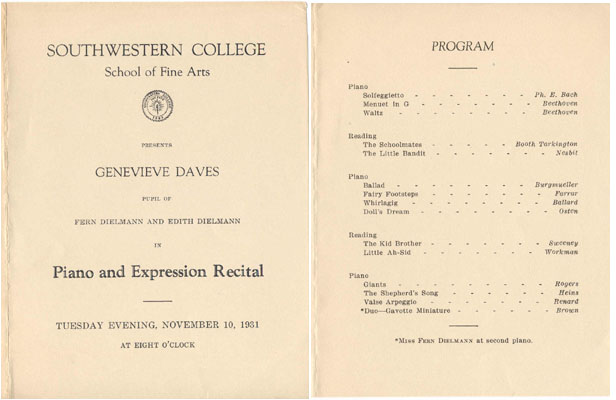 SOUTHWESTERN COLLEGE
School of Fine Arts
PRESENTS
GENEVIEVE DAVES
PUPIL OF
FERN DIELMANN AND EDITH DIELMANN
IN
Piano and Expression Recital
TUESDAY EVENING, NOVEMBER 10, 1931
AT EIGHT O'CLOCK
PROGRAM
Piano
Solfeggietto - - - - - - - Ph. E. Bach
Menuet in G - - - - - - - Beethoven
Waltz - - - - - - - - Beethoven
Reading
The Schoolmates - - - - - Booth Tarkington
The Little Bandit - - - - - - - Nesbit
Piano
Ballad - - - - - - - - Burgmueller
Fairy Footsteps - - - - - - - Farrar
Whirlagig - - - - - - - - Ballard
Doll's Dream - - - - - - - - Osten
Reading
The Kid Brother - - - - - - - Sweeney
Little Ah-Sid - - - - - - - Workman
Piano
Giants - - - - - - - - - Rogers
The Shepherd's Song - - - - - - Heins
Valse Arpeggio - - - - - - - Renard
*Duo—Gavotte Miniature - - - - - Brown
*MISS FERN DIELMANN at second piano.